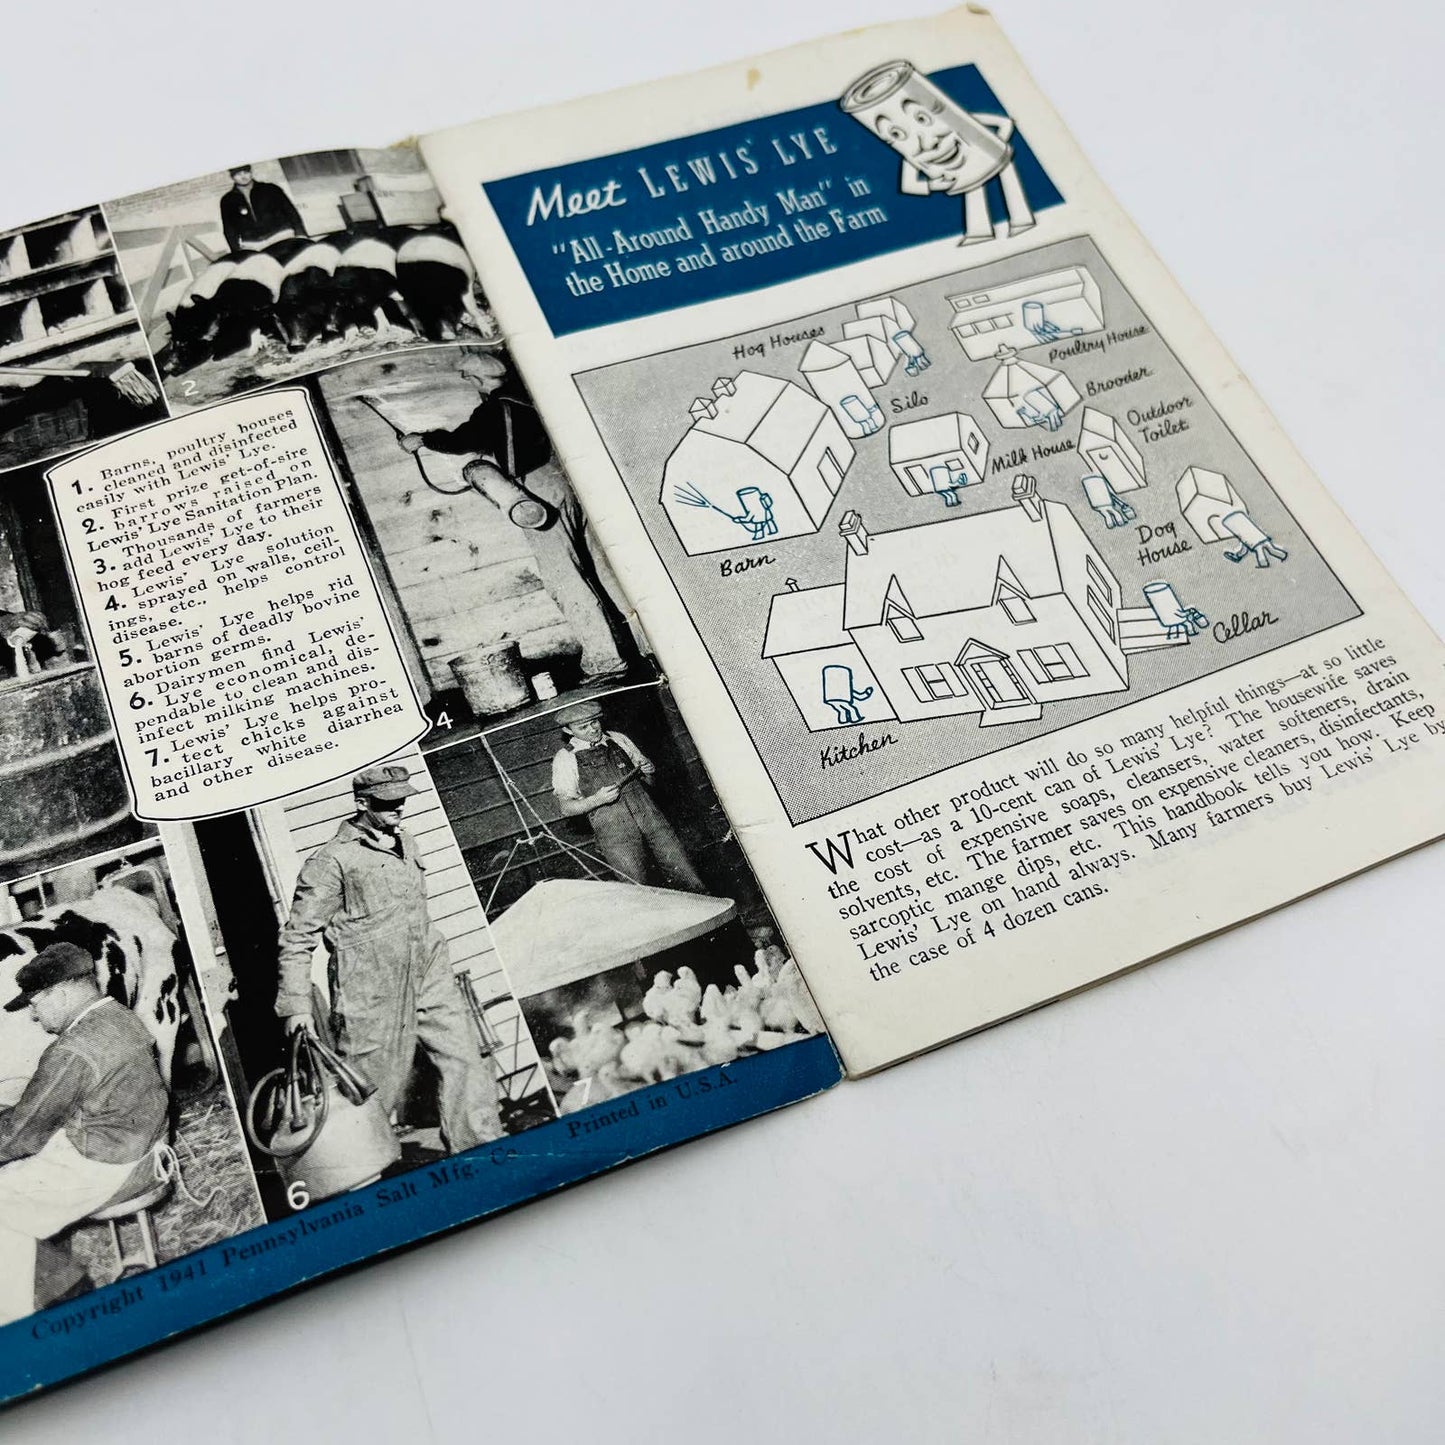 1. Barns, poultry houses
cleaned and disinfected
easily with Lewis' Lye.
2. First prize get-of-sire
barrows raised on
Lewis' Lye Sanitation Plan.
3. Thousands of farmers
add Lewis' Lye to their
hog feed every day.
4. Lewis' Lye solution
sprayed on walls, ceil-
ings, etc., helps control
disease.
5. Lewis' Lye helps rid
barns of deadly bovine
abortion germs.
6. Dairymen find Lewis'
Lye economical, de-
pendable to clean and dis-
infect milking machines.
7. Lewis' Lye helps pro-
tect chicks against
bacillary white diarrhea
and other disease.
2
4
6
7
Copyright 1941 Pennsylvania Salt Mfg. Co.
Printed in U.S.A.
Meet LEWIS' LYE
"All-Around Handy Man" in
the Home and around the Farm
Hog Houses
Poultry House
Silo
Brooder
Milk House
Outdoor
Toilet
Barn
Dog
House
Cellar
Kitchen
What other product will do so many helpful things—at so little
cost—as a 10-cent can of Lewis' Lye? The housewife saves
the cost of expensive soaps, cleansers, water softeners, drain
solvents, etc. The farmer saves on expensive cleaners, disinfectants,
sarcoptic mange dips, etc. This handbook tells you how. Keep
Lewis' Lye on hand always. Many farmers buy Lewis' Lye by
the case of 4 dozen cans.